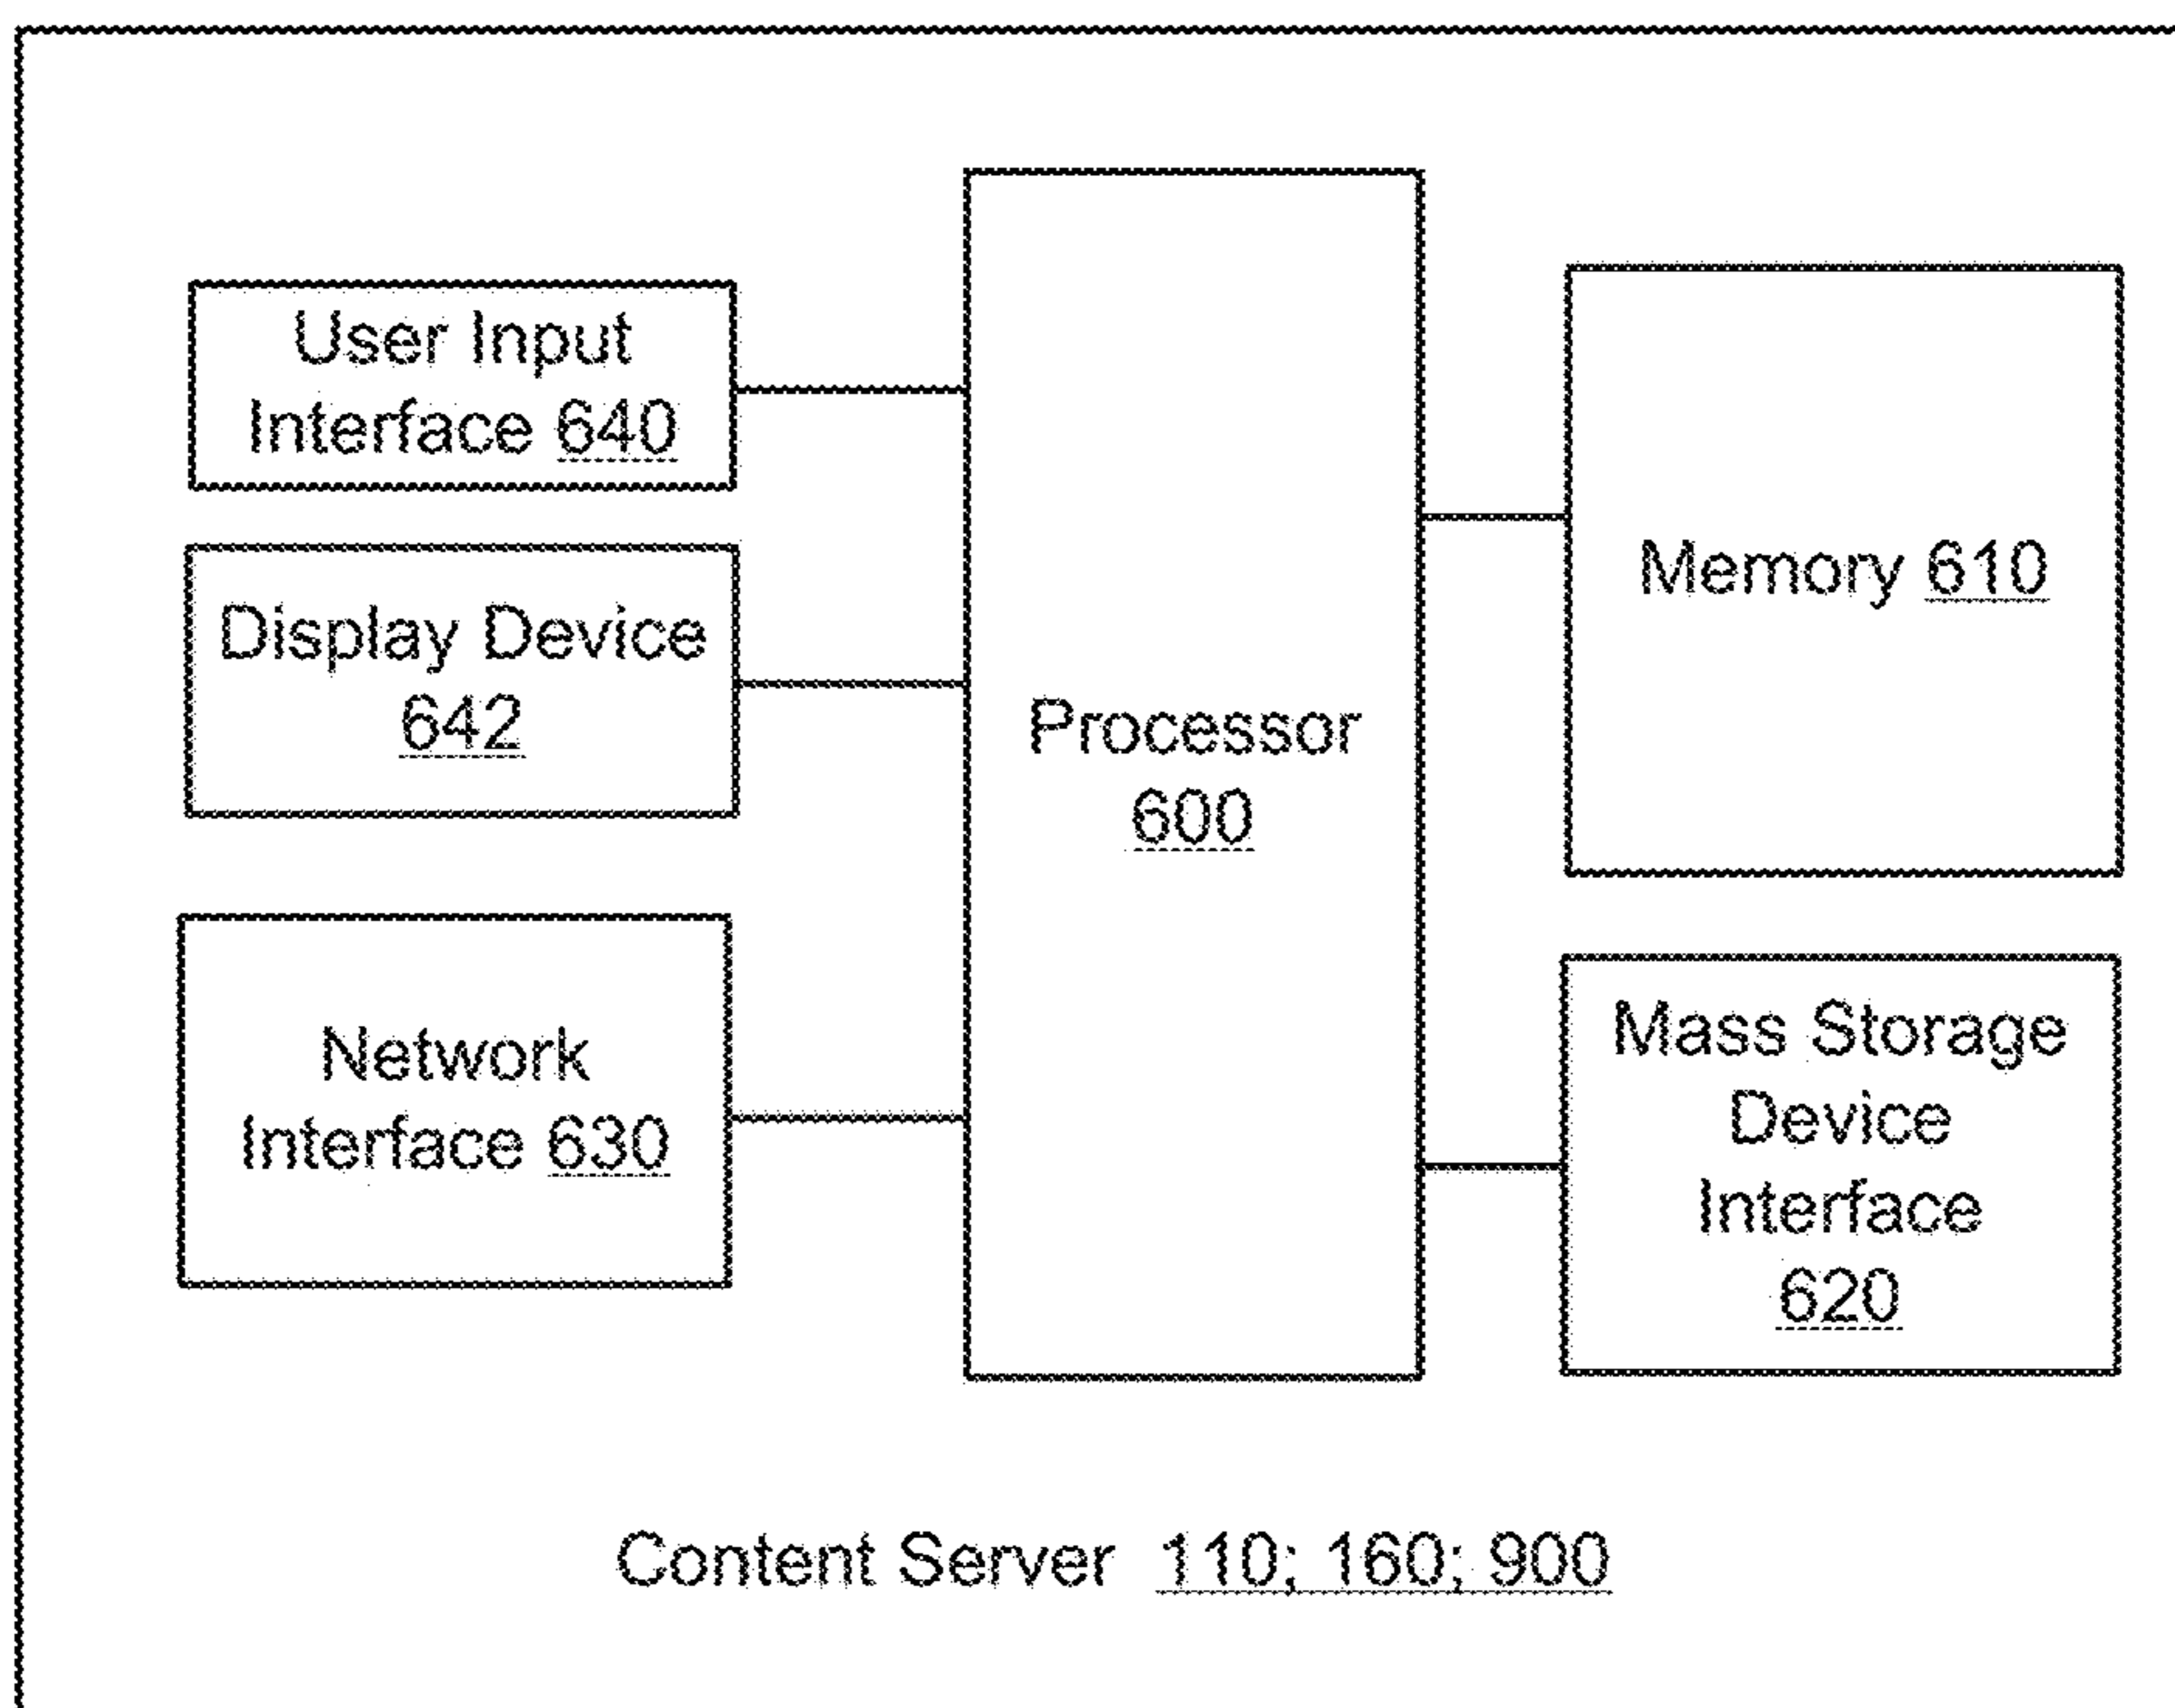 User Input
Interface 640
Display Device
642
Network
Interface 630
Processor
600
Memory 610
Mass Storage
Device
Interface
620
Content Server 110; 160; 900